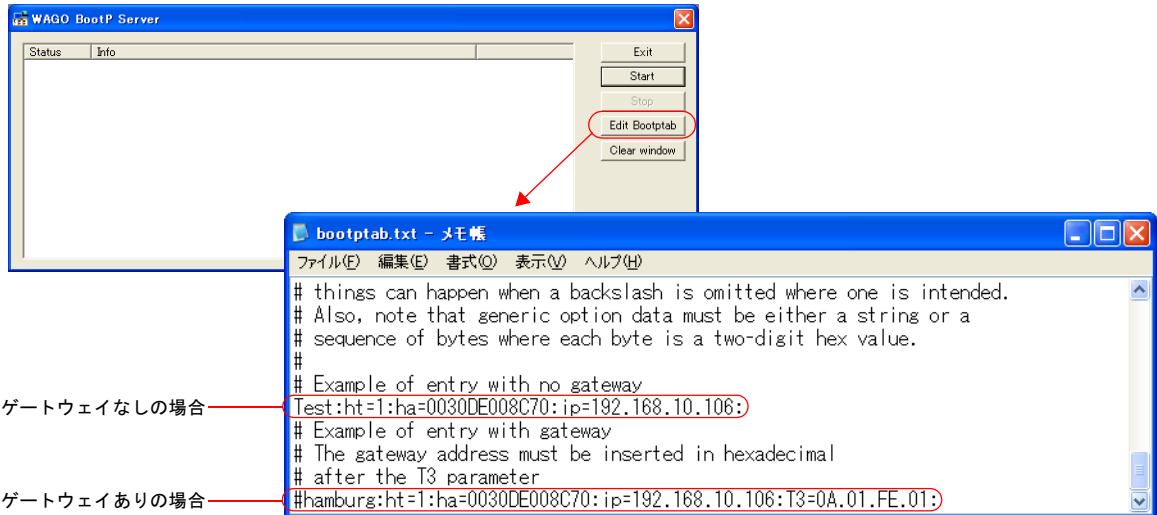 WAGO BootP Server
Status Info
Exit
Start
Stop
Edit Bootptab
Clear window
bootptab.txt - メモ帳
ファイル(F) 編集(E) 書式(O) 表示(V) ヘルプ(H)
# things can happen when a backslash is omitted where one is intended.
# Also, note that generic option data must be either a string or a
# sequence of bytes where each byte is a two-digit hex value.
#
# Example of entry with no gateway
ゲートウェイなしの場合
Test:ht=1:ha=0030DE008C70:ip=192.168.10.106:
# Example of entry with gateway
# The gateway address must be inserted in hexadecimal
# after the T3 parameter
ゲートウェイありの場合
#hamburg:ht=1:ha=0030DE008C70:ip=192.168.10.106:T3=0A.01.FE.01: